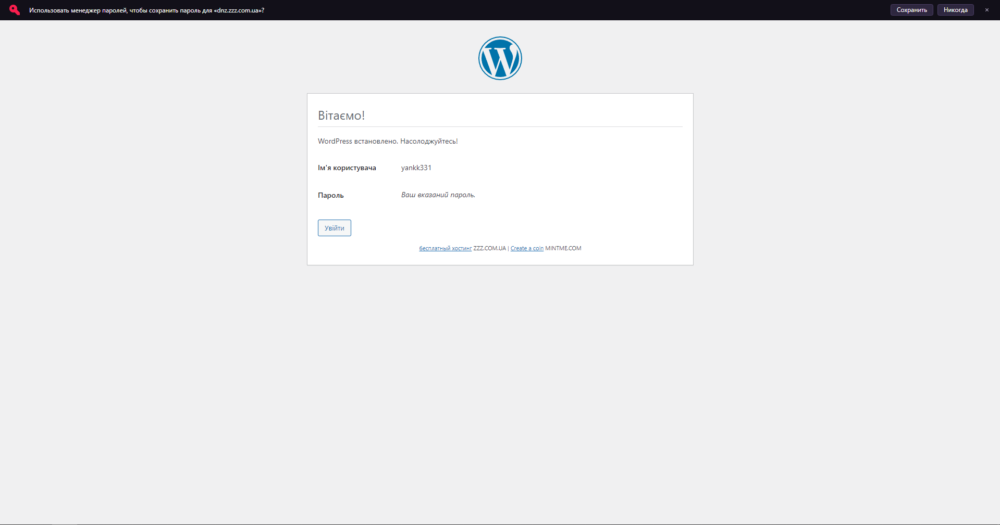 Использовать менеджер паролей, чтобы сохранить пароль для «dnz.zzz.com.ua»? Сохранить Никогда ×
Вітаємо!
WordPress встановлено. Насолоджуйтесь!
Ім'я користувача yankk331
Пароль Ваш вказаний пароль.
Увійти
бесплатный хостинг ZZZ.COM.UA | Create a coin MINTME.COM